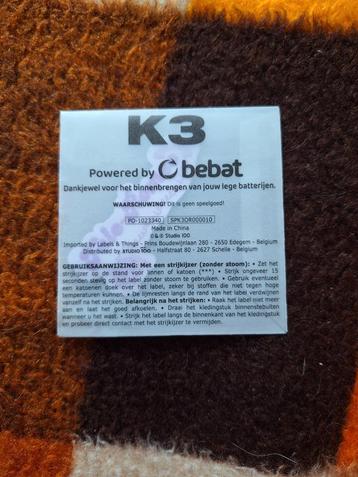 K3
Powered by bebat
Dankjewel voor het binnenbrengen van jouw lege batterijen.
WAARSCHUWING! Dit is geen speelgoed!
PO-1023340 SPK3OR000010
Made in China
© & ® Studio 100
Imported by Labels & Things - Prins Boudewijnlaan 280 - 2650 Edegem - Belgium
Distributed by STUDIO 100 - Halfstraat 80 - 2627 Schelle - Belgium
GEBRUIKSAANWIJZING: Met een strijkijzer (zonder stoom): • Zet het
strijkijzer op de stand voor linnen of katoen (***) • Strijk ongeveer 15
seconden stevig op het label zonder stoom te gebruiken. • Gebruik eventueel
een katoenen doek over het label, zeker bij stoffen die niet tegen hoge
temperaturen kunnen. • De lijmresten langs de rand van het label verdwijnen
vanzelf na het strijken. Belangrijk na het strijken: • Raak het label niet meer
aan en laat het goed afkoelen. • Draai het kledingstuk binnenstebuiten
wanneer u het wast. • Strijk het label langs de binnenkant van het kledingstuk
en probeer direct contact met het strijkijzer te vermijden.